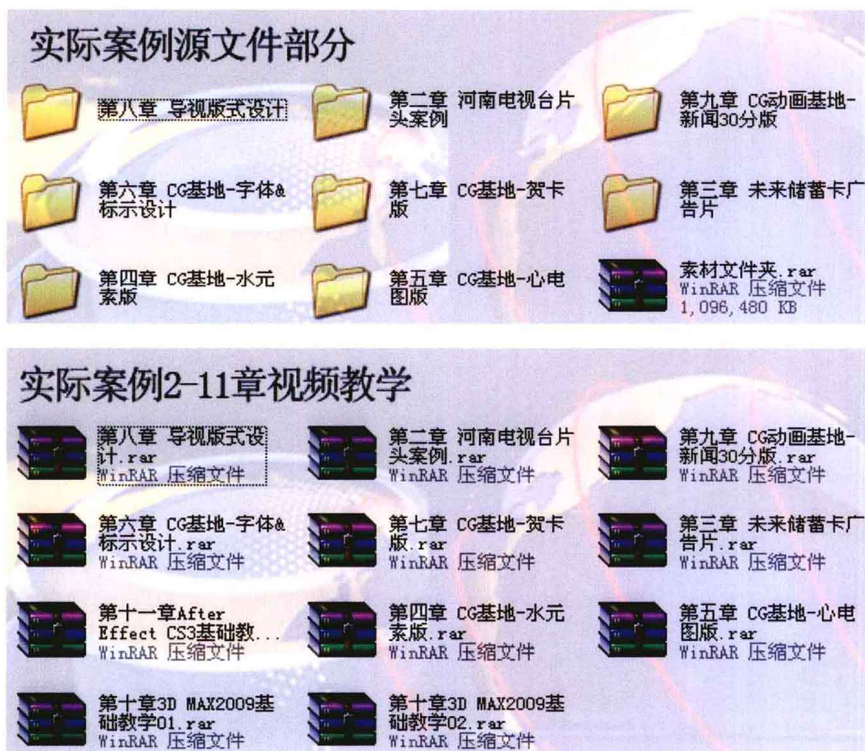 实际案例源文件部分
第八章 导视版式设计
第二章 河南电视台片
头案例
第九章 CG动画基地-
新闻30分版
第六章 CG基地-字体&
标示设计
第七章 CG基地-贺卡
版
第三章 未来储蓄卡广
告片
第四章 CG基地-水元
素版
第五章 CG基地-心电
图版
素材文件夹.rar
WinRAR 压缩文件
1,096,480 KB
实际案例2-11章视频教学
第八章 导视版式设
计.rar
WinRAR 压缩文件
第二章 河南电视台片
头案例.rar
WinRAR 压缩文件
第九章 CG动画基地-
新闻30分版.rar
WinRAR 压缩文件
第六章 CG基地-字体&
标示设计.rar
WinRAR 压缩文件
第七章 CG基地-贺卡
版.rar
WinRAR 压缩文件
第三章 未来储蓄卡广
告片.rar
WinRAR 压缩文件
第十一章After
Effect CS3基础教...
WinRAR 压缩文件
第四章 CG基地-水元
素版.rar
WinRAR 压缩文件
第五章 CG基地-心电
图版.rar
WinRAR 压缩文件
第十章3D MAX2009基
础教学01.rar
WinRAR 压缩文件
第十章3D MAX2009基
础教学02.rar
WinRAR 压缩文件